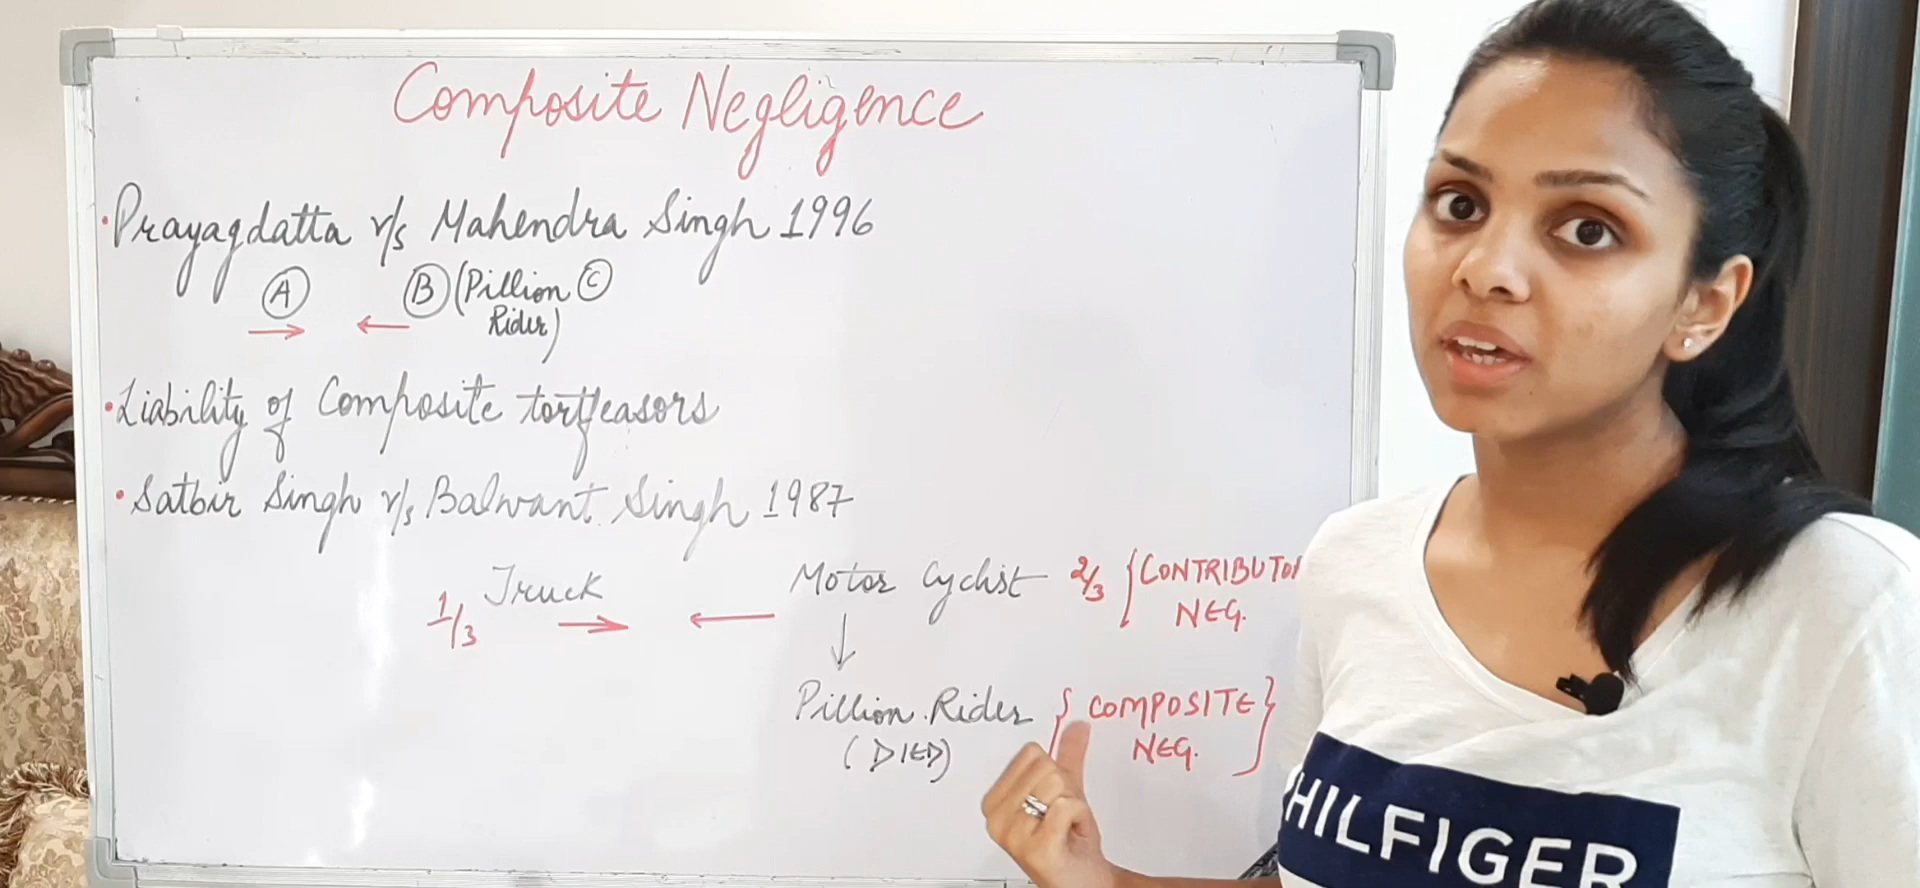 Composite Negligence
• Prayagdatta v/s Mahendra Singh 1996
A B (Pillion C
Rider)
• Liability of Composite tortfeasors
• Satbir Singh v/s Balwant Singh 1987
1/3 Truck Motor Cyclist 2/3 { CONTRIBUTOR
NEG.
Pillion Rider { COMPOSITE }
(DIED) NEG.
HILFIGER